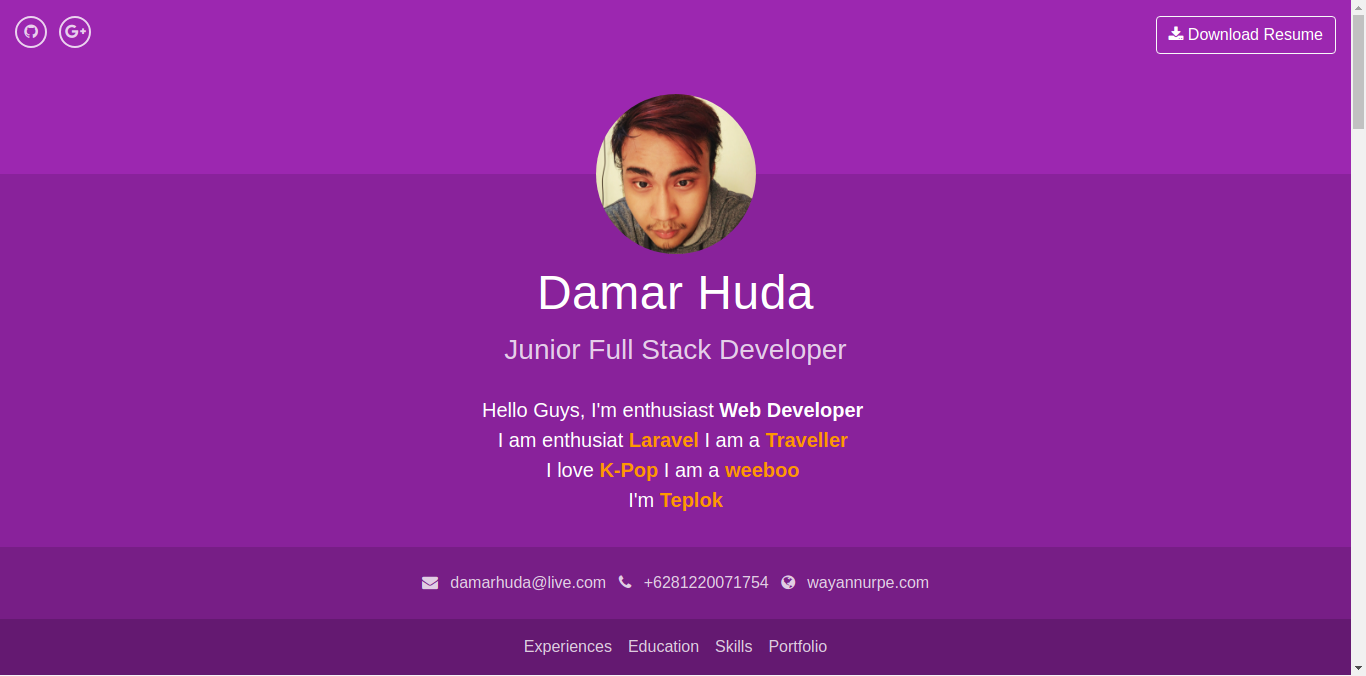 Download Resume
Damar Huda
Junior Full Stack Developer
Hello Guys, I'm enthusiast Web Developer
I am enthusiat Laravel I am a Traveller
I love K-Pop I am a weeboo
I'm Teplok
damarhuda@live.com +6281220071754 wayannurpe.com
Experiences Education Skills Portfolio